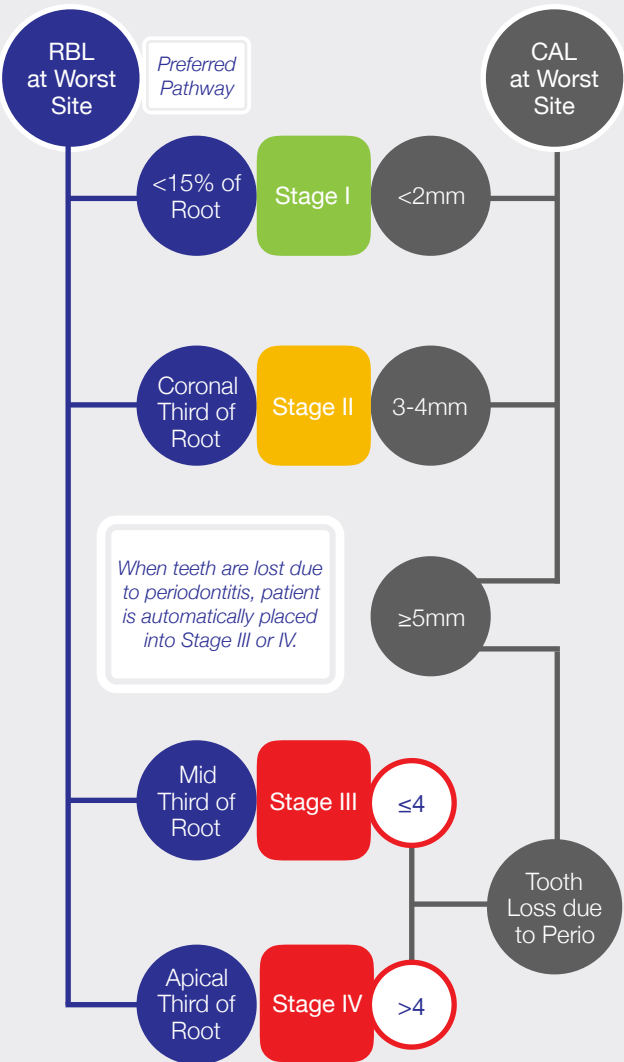 RBL
at Worst
Site
Preferred
Pathway
CAL
at Worst
Site
<15% of
Root
Stage I
<2mm
Coronal
Third of
Root
Stage II
3-4mm
When teeth are lost due
to periodontitis, patient
is automatically placed
into Stage III or IV.
≥5mm
Mid
Third of
Root
Stage III
≤4
Tooth
Loss due
to Perio
Apical
Third of
Root
Stage IV
>4